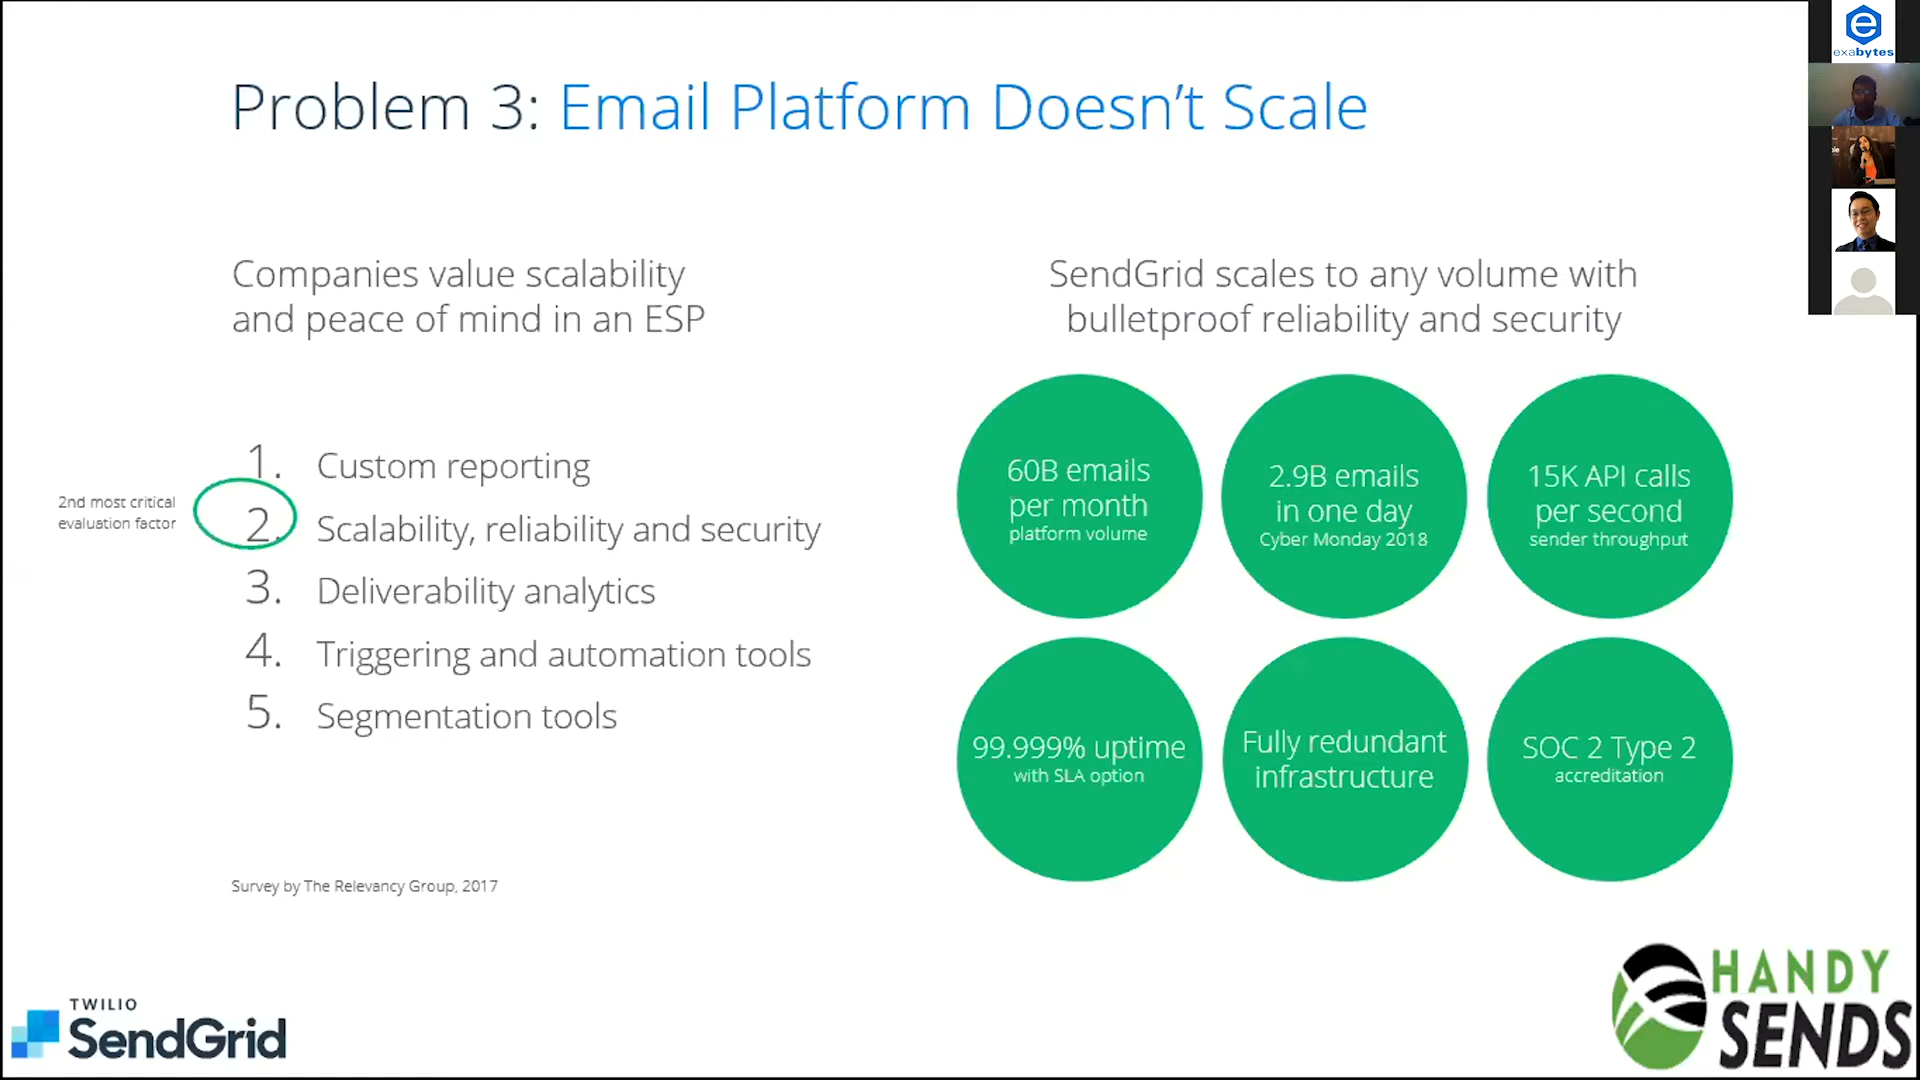 Problem 3: Email Platform Doesn't Scale
Companies value scalability
and peace of mind in an ESP
1. Custom reporting
2nd most critical
evaluation factor
2. Scalability, reliability and security
3. Deliverability analytics
4. Triggering and automation tools
5. Segmentation tools
Survey by The Relevancy Group, 2017
SendGrid scales to any volume with
bulletproof reliability and security
60B emails
per month
platform volume
2.9B emails
in one day
Cyber Monday 2018
15K API calls
per second
sender throughput
99.999% uptime
with SLA option
Fully redundant
infrastructure
SOC 2 Type 2
accreditation
TWILIO
SendGrid
HANDY
SENDS
e
exabytes